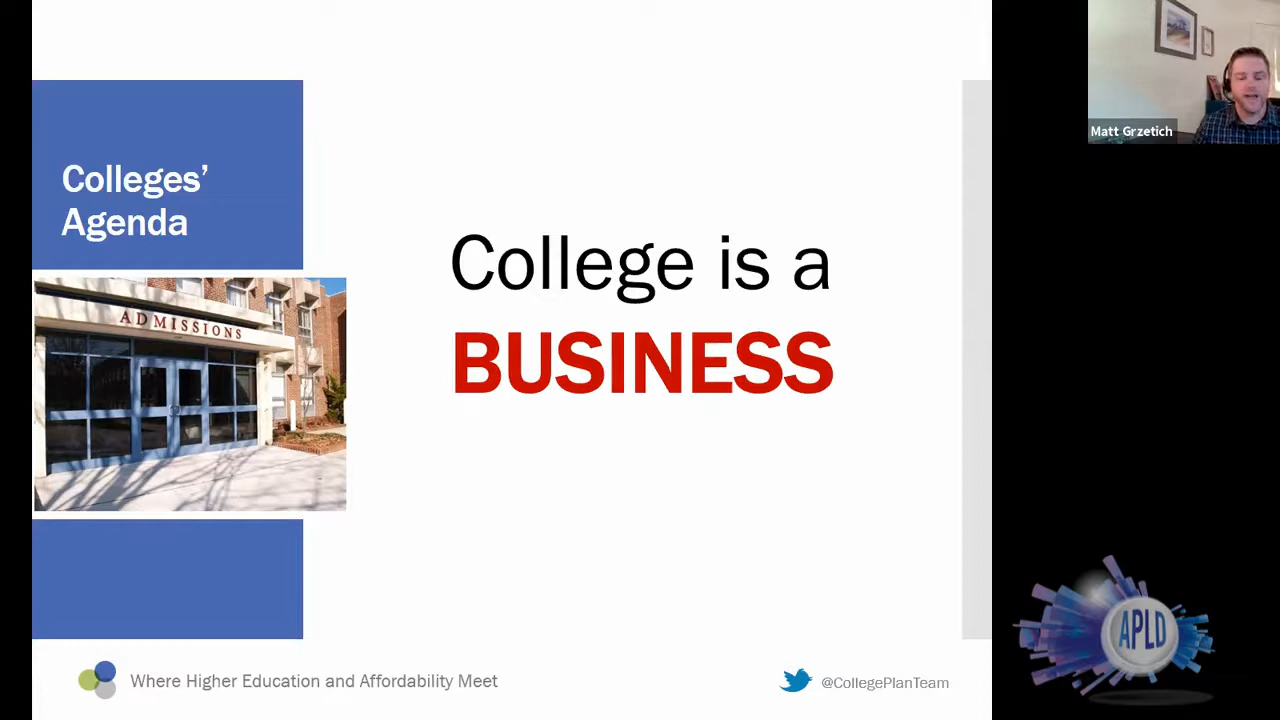 Colleges’
Agenda
ADMISSIONS
College is a
BUSINESS
Where Higher Education and Affordability Meet
@CollegePlanTeam
Matt Grzetich
APLD